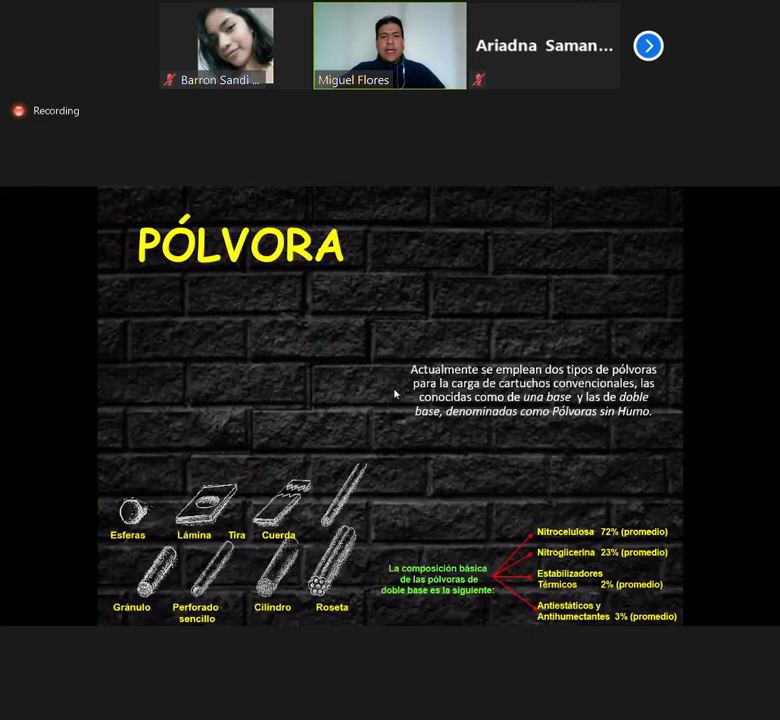 Barron Sandi ...
Miguel Flores
Ariadna Saman...
Recording
PÓLVORA
Actualmente se emplean dos tipos de pólvoras
para la carga de cartuchos convencionales, las
conocidas como de una base y las de doble
base, denominadas como Pólvoras sin Humo.
Esferas
Lámina
Tira
Cuerda
Gránulo
Perforado
sencillo
Cilindro
Roseta
La composición básica
de las pólvoras de
doble base es la siguiente:
Nitrocelulosa 72% (promedio)
Nitroglicerina 23% (promedio)
Estabilizadores
Térmicos 2% (promedio)
Antiestáticos y
Antihumectantes 3% (promedio)